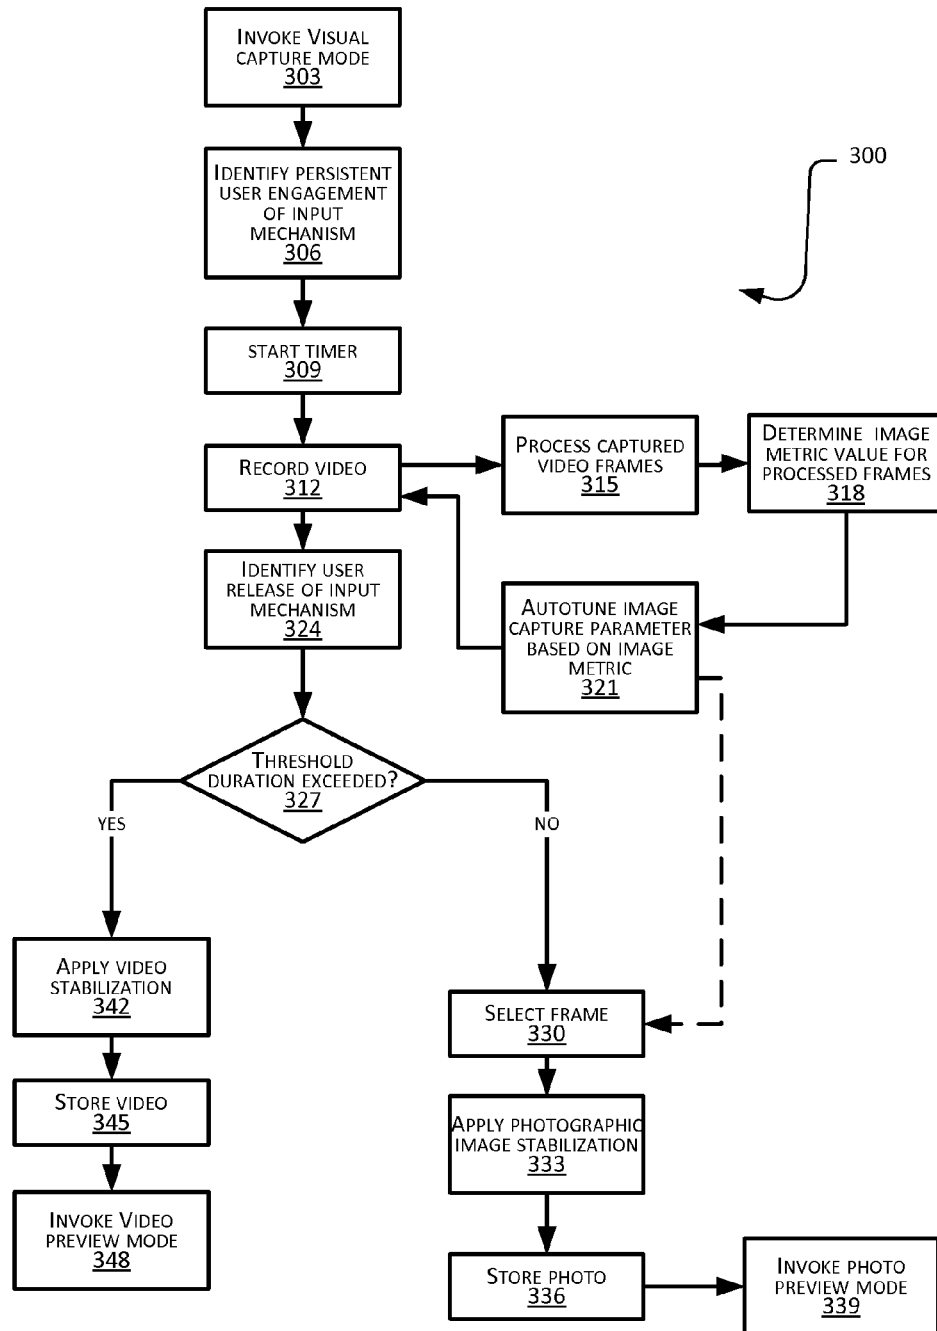 Invoke Visual
capture mode
303
Identify persistent
user engagement
of input
mechanism
306
300
start timer
309
Record video
312
Process captured
video frames
315
Determine image
metric value for
processed frames
318
Identify user
release of input
mechanism
324
Autotune image
capture parameter
based on image
metric
321
Threshold
duration exceeded?
327
yes
no
Apply video
stabilization
342
Select frame
330
Store video
345
Apply photographic
image stabilization
333
Invoke Video
preview mode
348
Store photo
336
Invoke photo
preview mode
339